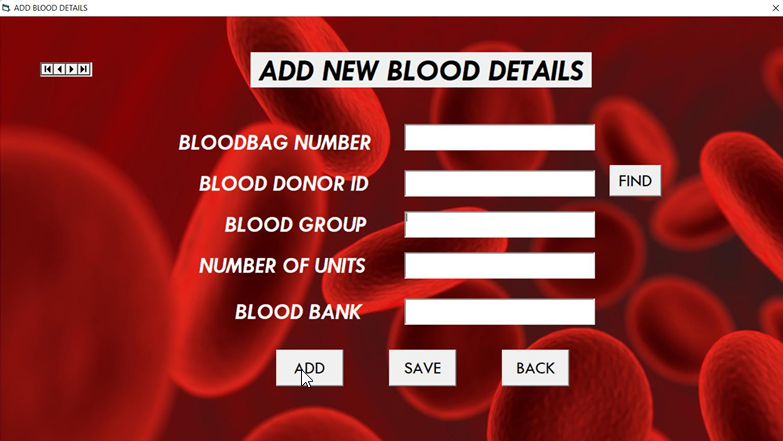 ADD BLOOD DETAILS
ADD NEW BLOOD DETAILS
BLOODBAG NUMBER
BLOOD DONOR ID
FIND
BLOOD GROUP
NUMBER OF UNITS
BLOOD BANK
ADD
SAVE
BACK